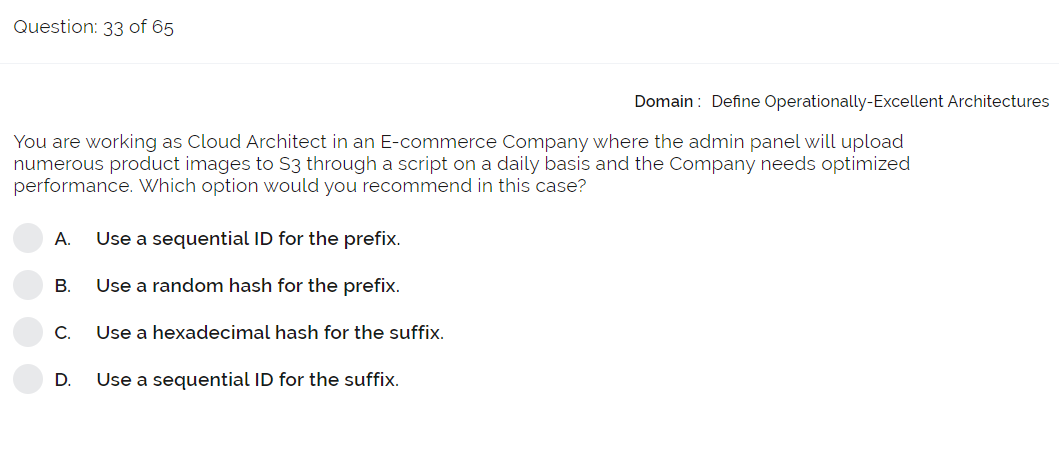 Question: 33 of 65
Domain : Define Operationally-Excellent Architectures
You are working as Cloud Architect in an E-commerce Company where the admin panel will upload
numerous product images to S3 through a script on a daily basis and the Company needs optimized
performance. Which option would you recommend in this case?
A. Use a sequential ID for the prefix.
B. Use a random hash for the prefix.
C. Use a hexadecimal hash for the suffix.
D. Use a sequential ID for the suffix.